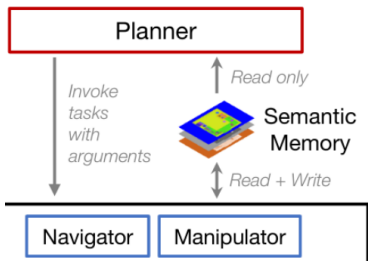 Planner
Invoke
tasks
with
arguments
Read only
Semantic
Memory
Read + Write
Navigator
Manipulator